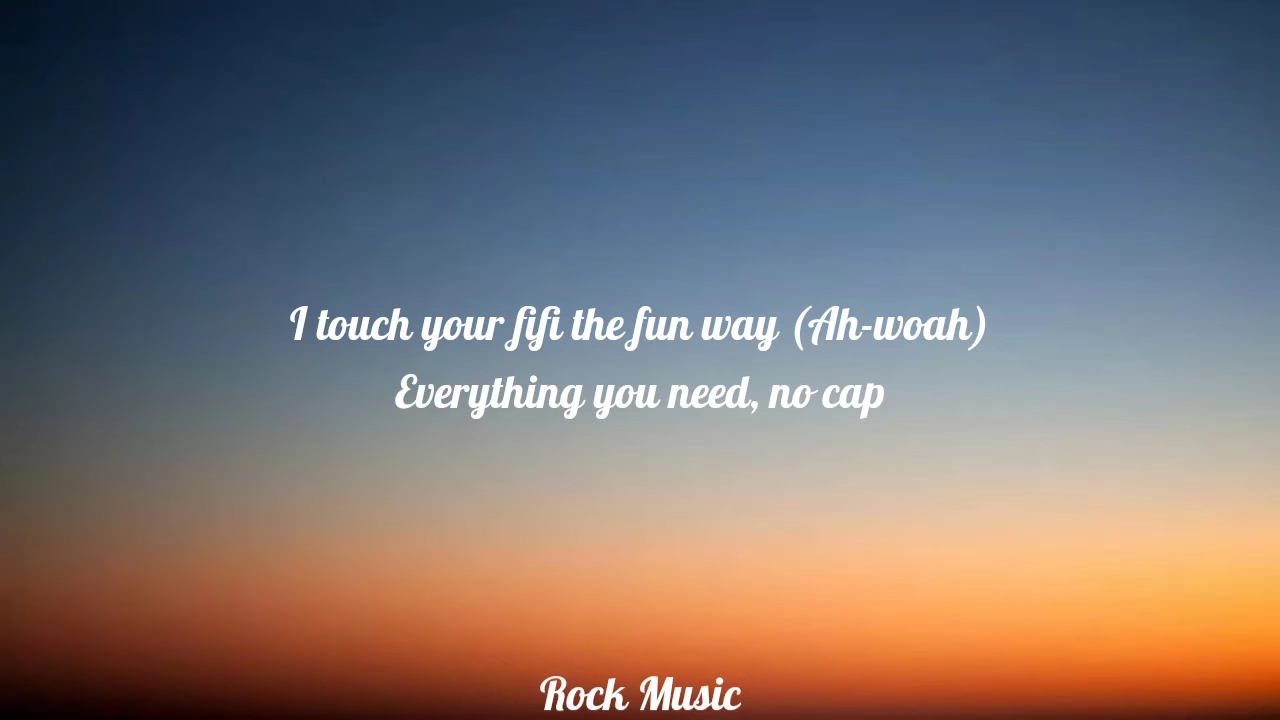 I touch your fifi the fun way (Ah-woah)
Everything you need, no cap
Rock Music